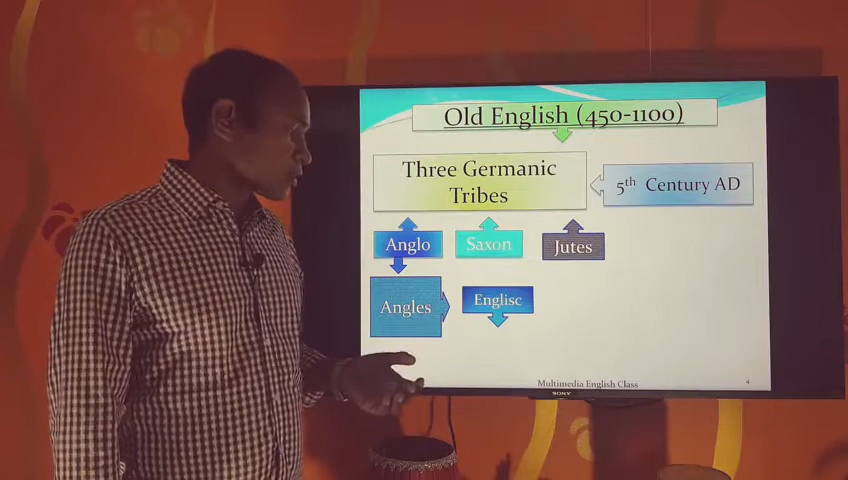 Old English (450-1100)
Three Germanic
Tribes
5th Century AD
Anglo
Saxon
Jutes
Angles
Englisc
Multimedia English Class
4
SONY